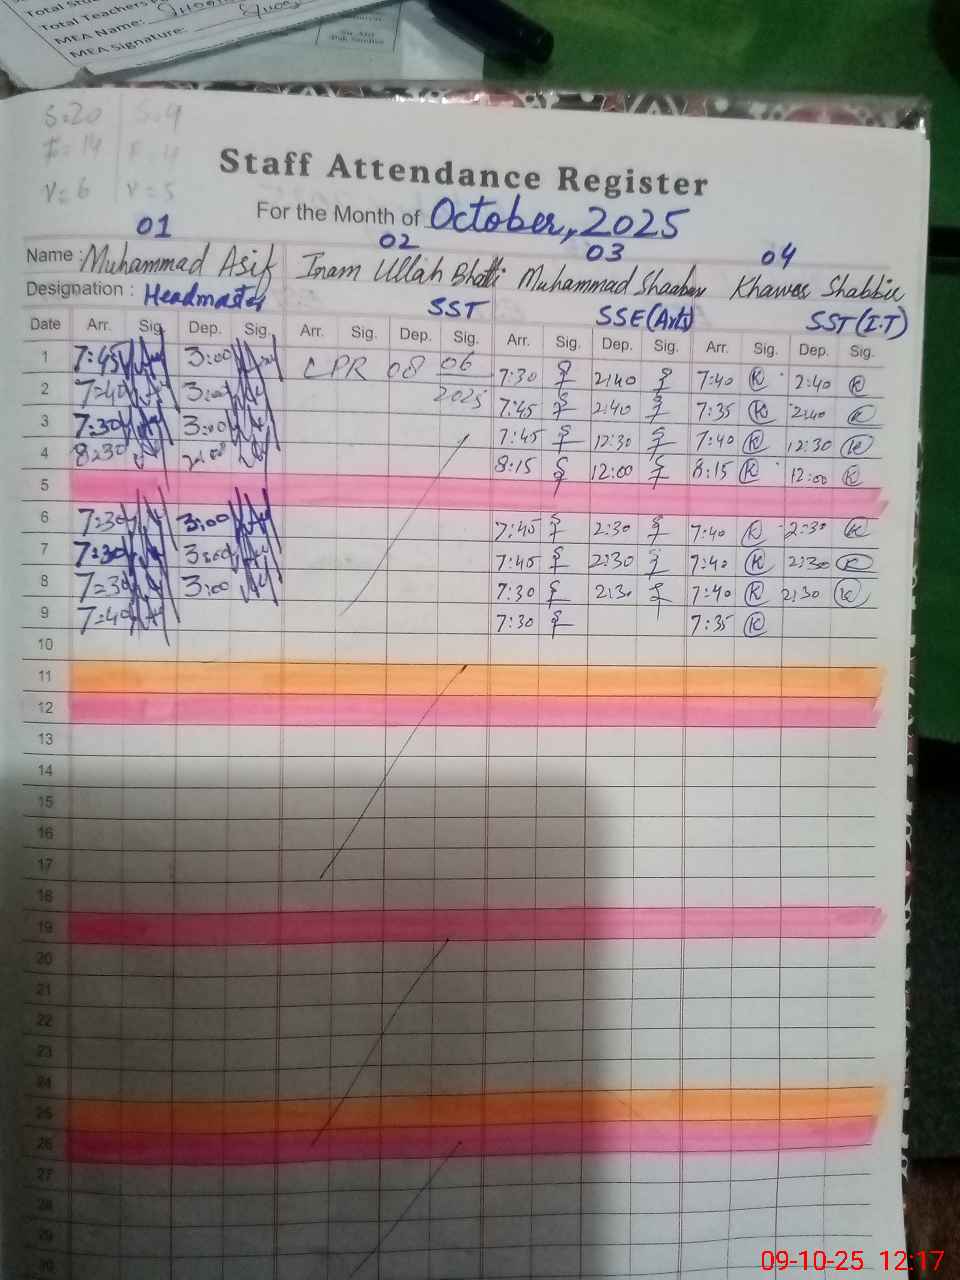 Total Teachers
MEA Name:
MEA Signature:
S=20 S=4
F=14 F=4
V=6 V=5
Staff Attendance Register
For the Month of October, 2025
01 02 03 04
Name : Muhammad Asif Inam Ullah Bhatti Muhammad Shaaban Khawar Shabbir
Designation : Headmaster SST SSE(Arts) SST(I.T)
Date Arr. Sig. Dep. Sig. Arr. Sig. Dep. Sig. Arr. Sig. Dep. Sig. Arr. Sig. Dep. Sig.
1 7:45 3:00 CPR 08 06 7:30 2:40 7:40 K 2:40 K
2 7:40 3:00 2025 7:45 2:40 7:35 K 2:40 K
3 7:30 3:00 7:45 12:30 7:40 K 12:30 K
4 8:30 8:15 12:00 8:15 K 12:00 K
5
6 7:30 3:00 7:45 2:30 7:40 K 2:30 K
7 7:30 3:00 7:45 2:30 7:40 K 2:30 K
8 7:30 3:00 7:30 2:30 7:40 K 2:30 K
9 7:40 7:30 7:35 K
10
11
12
13
14
15
16
17
18
19
20
21
22
23
24
25
26
27
28
29
30
09-10-25 12:17